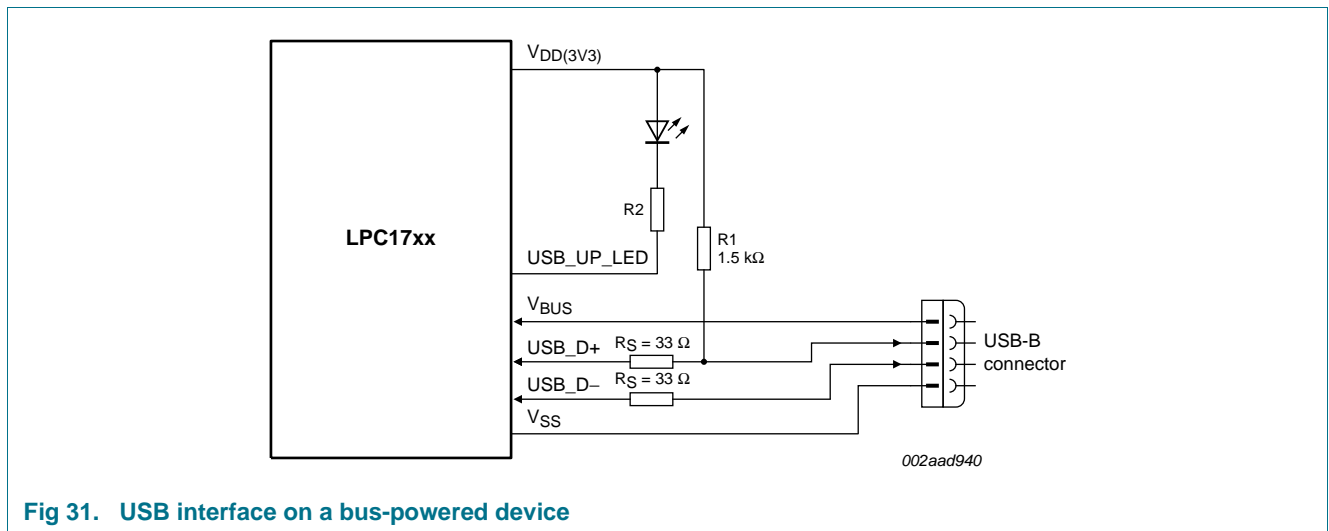 VDD(3V3)
R2
LPC17xx
R1
1.5 kΩ
USB_UP_LED
VBUS
USB_D+
RS = 33 Ω
USB-B
connector
USB_D−
RS = 33 Ω
VSS
002aad940
Fig 31. USB interface on a bus-powered device